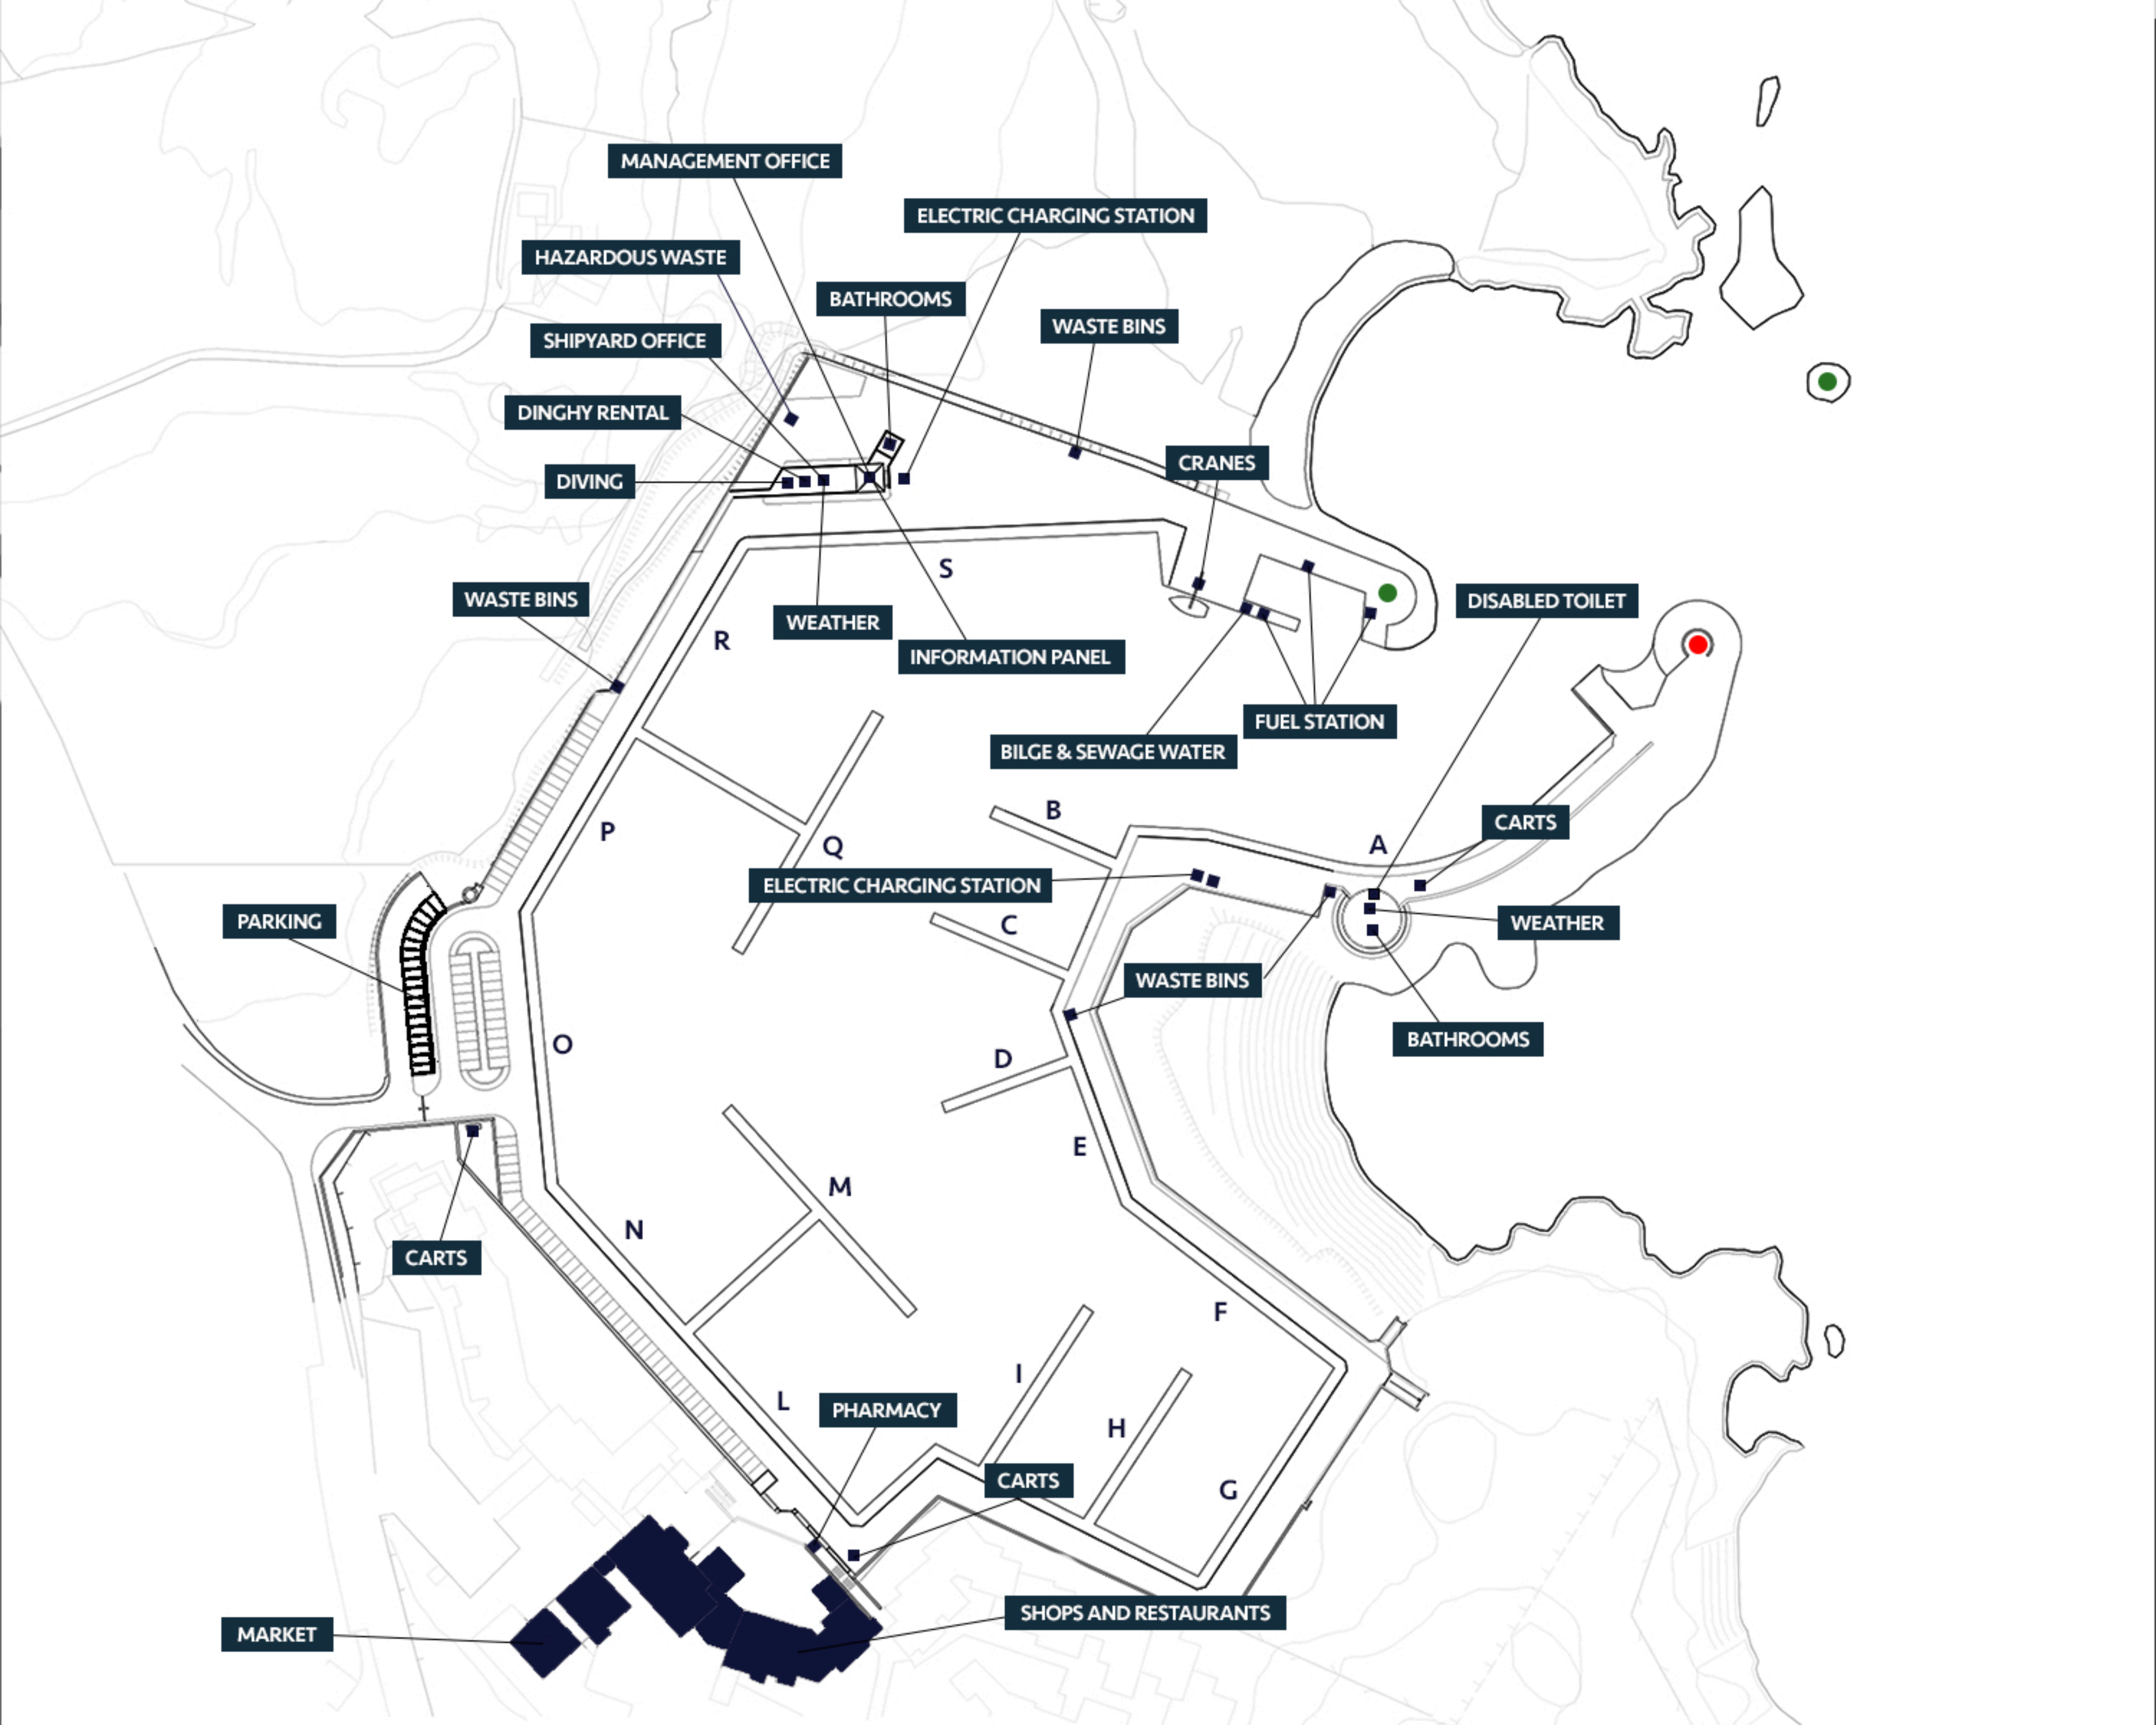 MANAGEMENT OFFICE
ELECTRIC CHARGING STATION
HAZARDOUS WASTE
BATHROOMS
WASTE BINS
SHIPYARD OFFICE
DINGHY RENTAL
CRANES
DIVING
S
WASTE BINS
DISABLED TOILET
WEATHER
R
INFORMATION PANEL
FUEL STATION
BILGE & SEWAGE WATER
B
CARTS
P
Q
A
ELECTRIC CHARGING STATION
PARKING
C
WEATHER
WASTE BINS
BATHROOMS
O
D
E
M
N
CARTS
F
I
L
PHARMACY
H
CARTS
G
SHOPS AND RESTAURANTS
MARKET